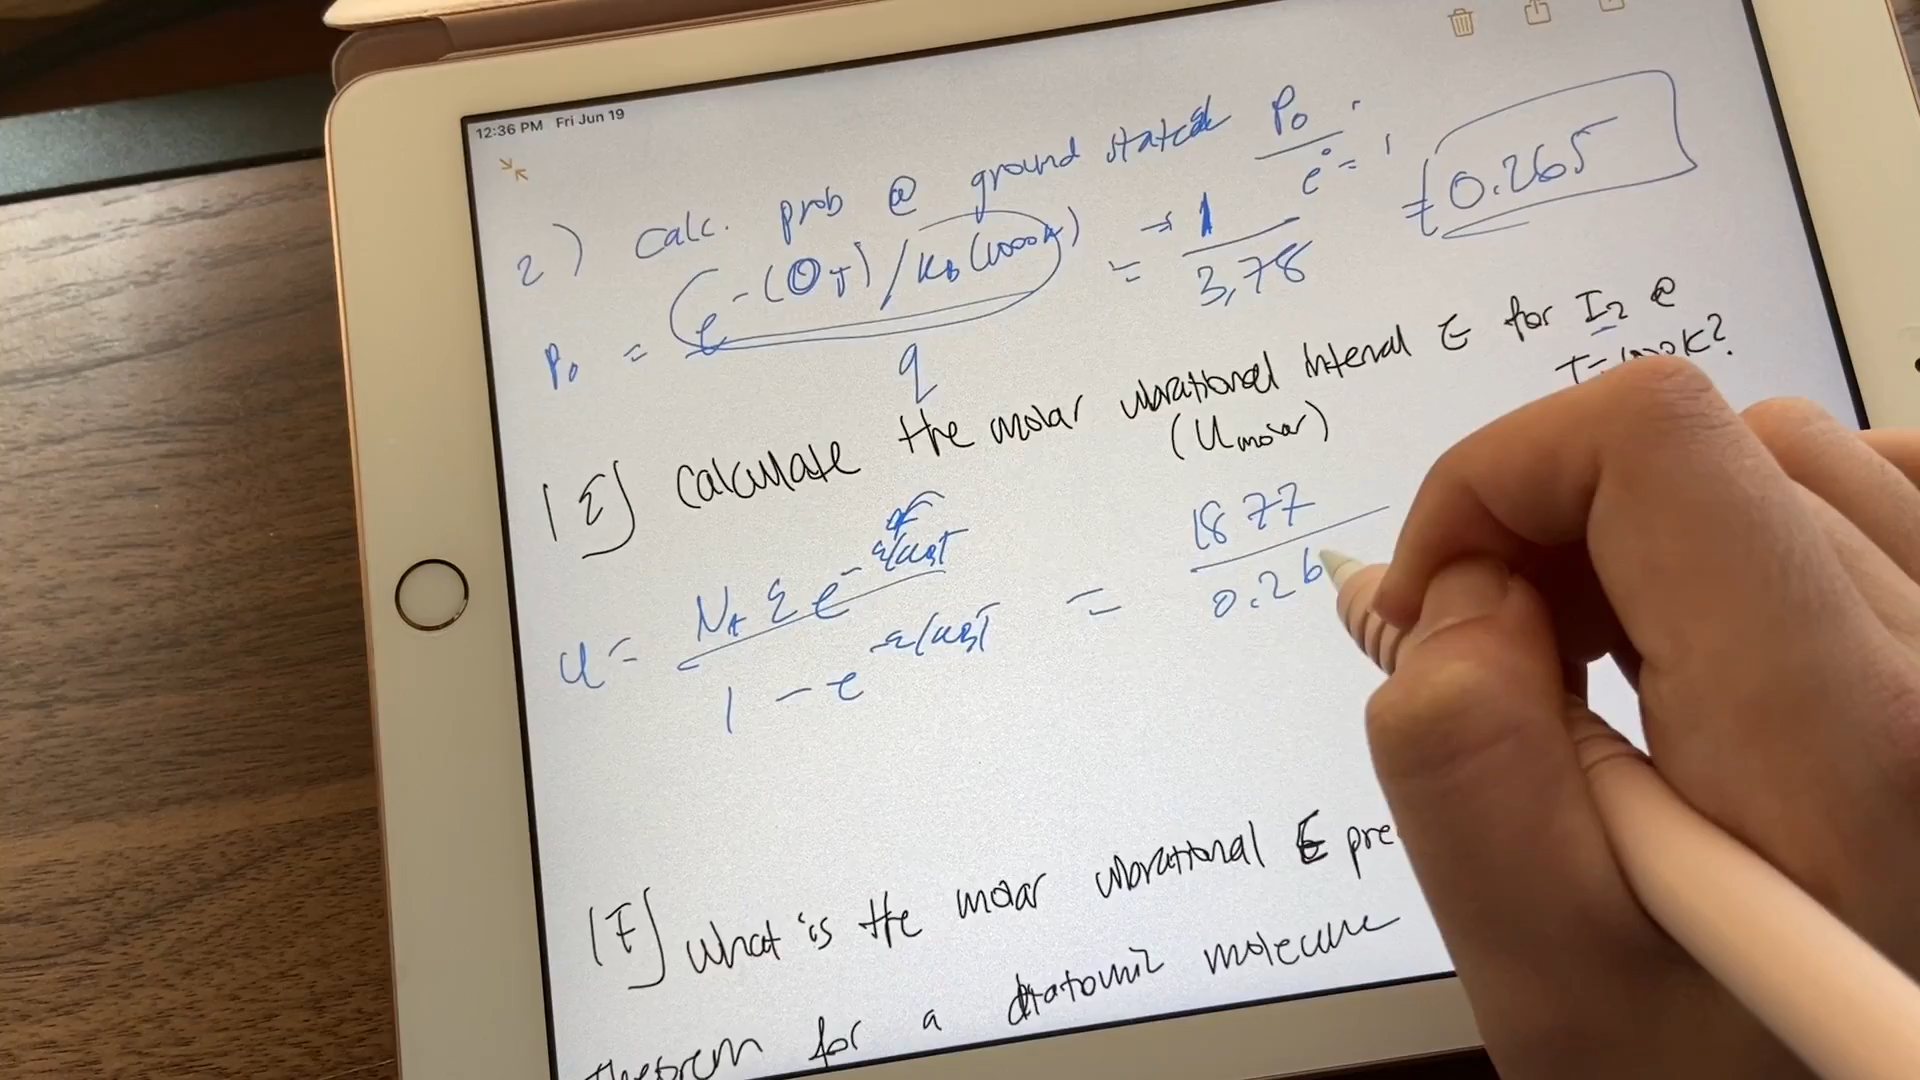 12:36 PM Fri Jun 19
2) Calc. prob @ ground state P₀
e° = 1
P₀ = e^-(ΘJ)/kB(1000K) / q = 1 / 3,78 = 0.265
[E] Calculate the molar vibrational internal E for I₂ @ T=1000K?
(Umolar)
U = NA ε e^-ε/kBT / 1 - e^-ε/kBT = 1877 / 0.26
[F] What is the molar vibrational E pre
theorem for a diatomic molecule